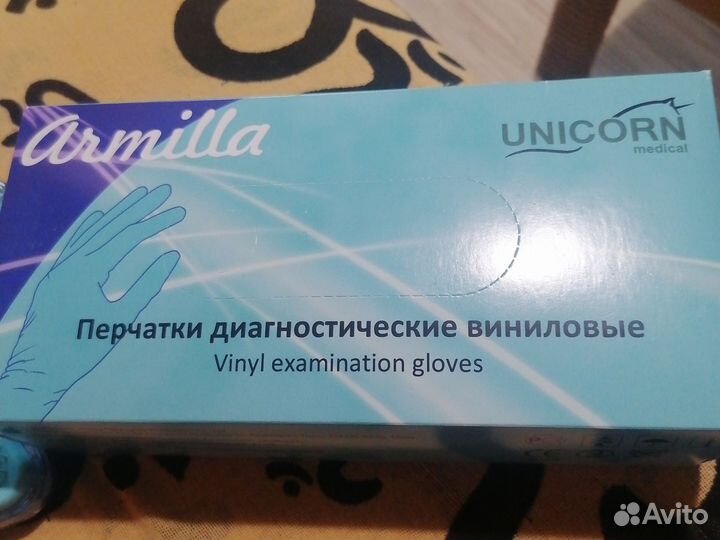 armilla
UNICORN
medical
Перчатки диагностические виниловые
Vinyl examination gloves
Avito